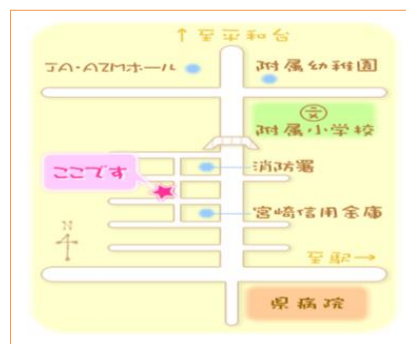 ↑至平和台
JA・AZMホール
附属幼稚園
文
附属小学校
消防署
ここです
宮崎信用金庫
N
至駅→
県病院